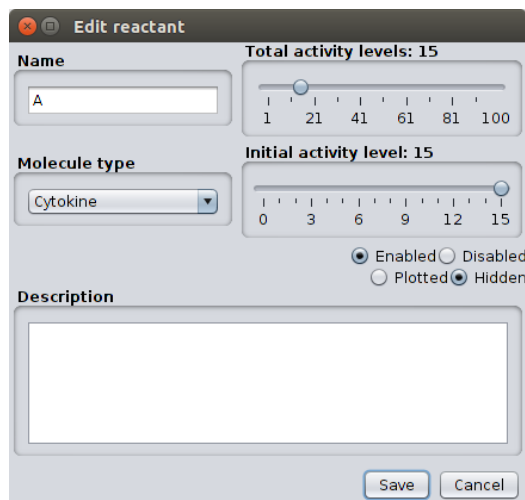 Edit reactant
Name
Total activity levels: 15
A
1 21 41 61 81 100
Molecule type
Initial activity level: 15
Cytokine
0 3 6 9 12 15
Enabled Disabled
Plotted Hidden
Description
Save Cancel